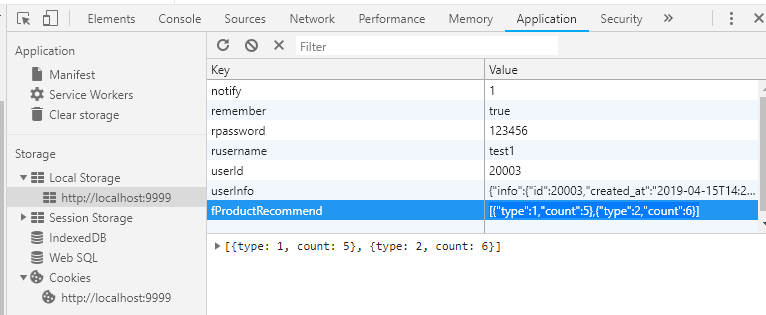 Elements Console Sources Network Performance Memory Application Security »
Application
Manifest
Service Workers
Clear storage
Storage
Local Storage
http://localhost:9999
Session Storage
IndexedDB
Web SQL
Cookies
http://localhost:9999
Filter
Key Value
notify 1
remember true
rpassword 123456
rusername test1
userId 20003
userInfo {"info":{"id":20003,"created_at":"2019-04-15T14:2...
fProductRecommend [{"type":1,"count":5},{"type":2,"count":6}]
[{type: 1, count: 5}, {type: 2, count: 6}]